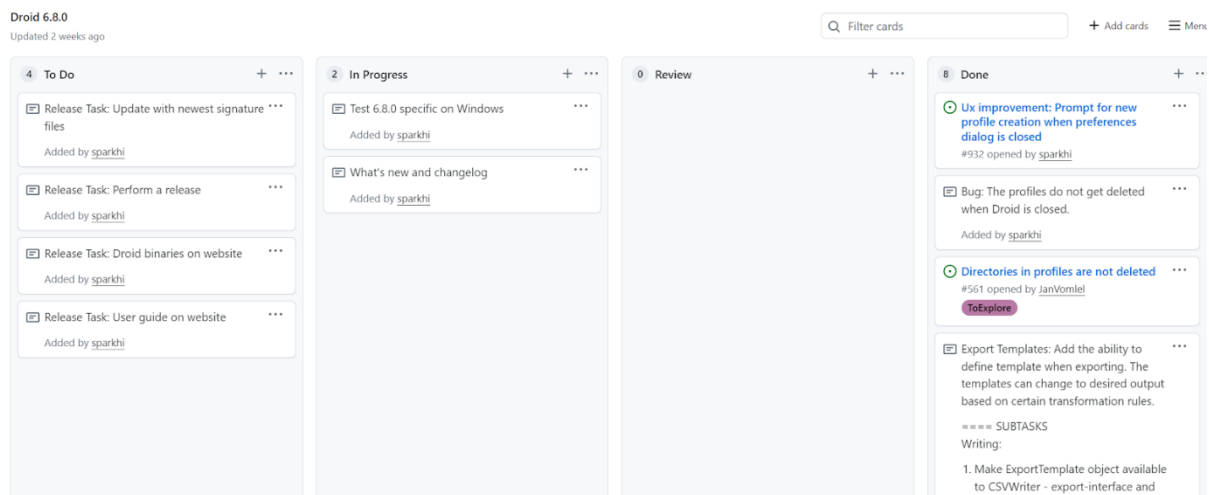 Droid 6.8.0
Updated 2 weeks ago
Filter cards
+ Add cards
Menu
4 To Do
Release Task: Update with newest signature
files
Added by sparkhi
Release Task: Perform a release
Added by sparkhi
Release Task: Droid binaries on website
Added by sparkhi
Release Task: User guide on website
Added by sparkhi
2 In Progress
Test 6.8.0 specific on Windows
Added by sparkhi
What's new and changelog
Added by sparkhi
0 Review
8 Done
Ux improvement: Prompt for new
profile creation when preferences
dialog is closed
#932 opened by sparkhi
Bug: The profiles do not get deleted
when Droid is closed.
Added by sparkhi
Directories in profiles are not deleted
#561 opened by JanVomlel
ToExplore
Export Templates: Add the ability to
define template when exporting. The
templates can change to desired output
based on certain transformation rules.
==== SUBTASKS
Writing:
1. Make ExportTemplate object available
to CSVWriter - export-interface and